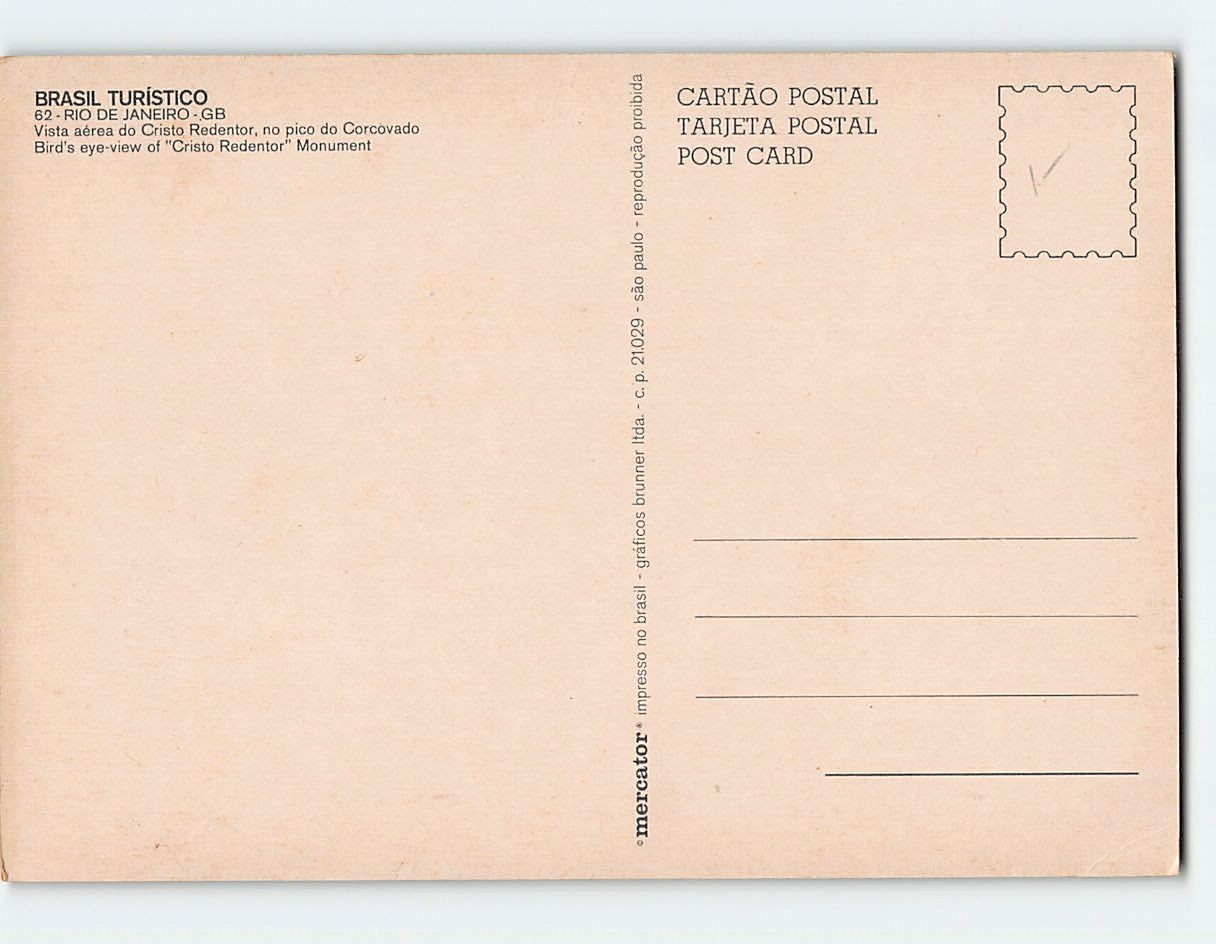 BRASIL TURÍSTICO
62 - RIO DE JANEIRO - GB
Vista aérea do Cristo Redentor, no pico do Corcovado
Bird's eye-view of "Cristo Redentor" Monument
© mercator® impresso no brasil - gráficos brunner ltda. - c. p. 21.029 - são paulo - reprodução proibida
CARTÃO POSTAL
TARJETA POSTAL
POST CARD